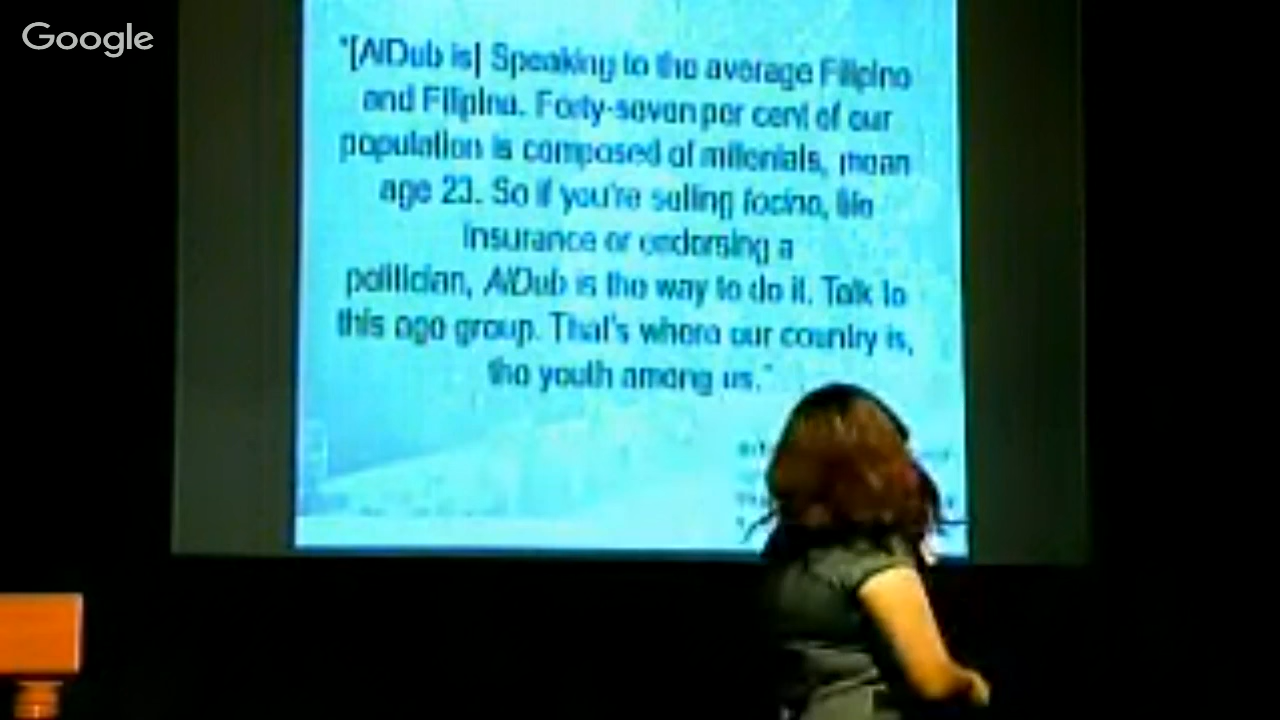 Google
"[AlDub is] Speaking to the average Filipino
and Filipina. Forty-seven per cent of our
population is composed of millenials, mean
age 23. So if you're selling tocino, life
insurance or endorsing a
politician, AlDub is the way to do it. Talk to
this age group. That's where our country is,
the youth among us."